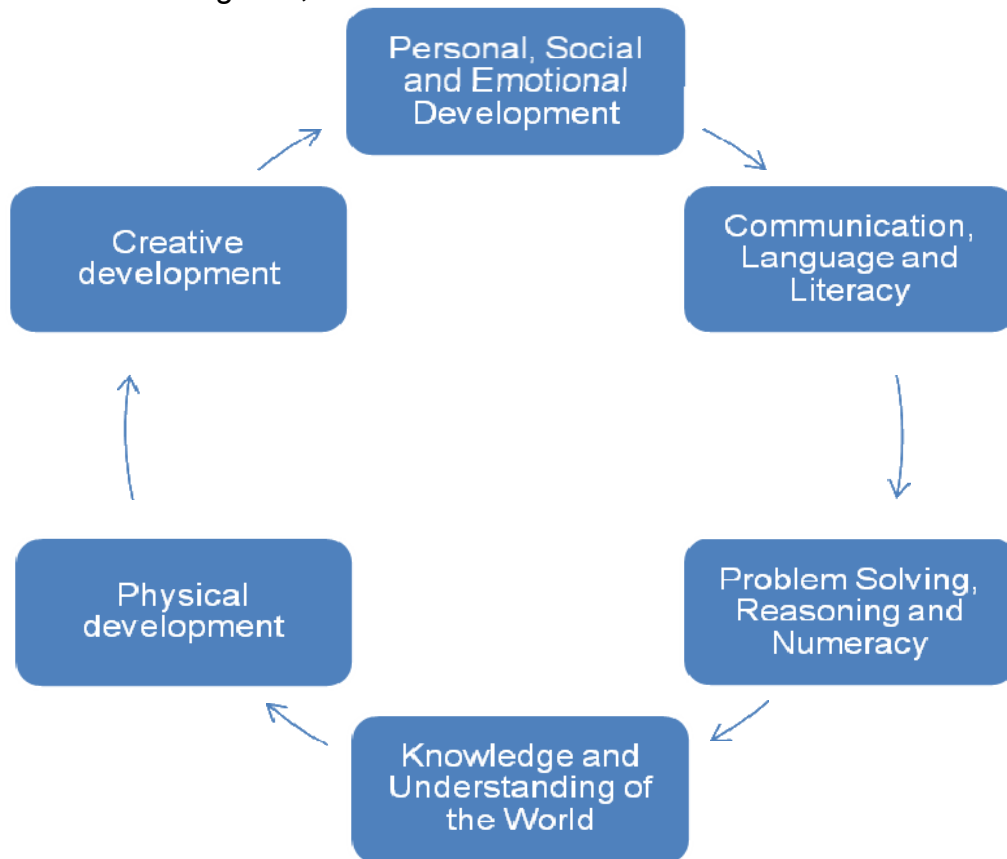 Personal, Social
and Emotional
Development
Communication,
Language and
Literacy
Problem Solving,
Reasoning and
Numeracy
Knowledge and
Understanding of
the World
Physical
development
Creative
development